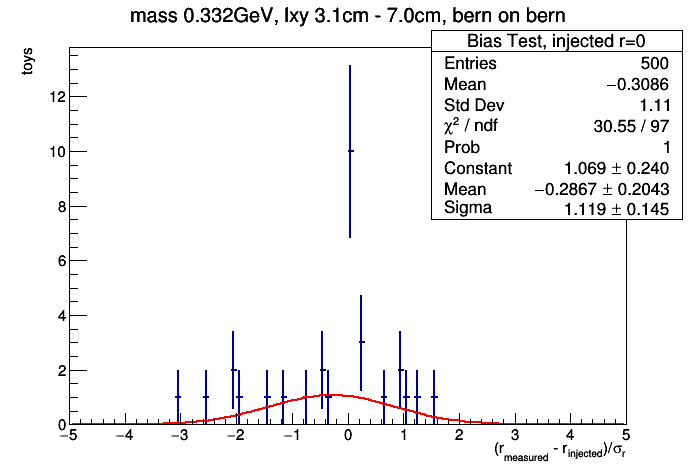 mass 0.332GeV, lxy 3.1cm - 7.0cm, bern on bern
Bias Test, injected r=0
Entries 500
Mean −0.3086
Std Dev 1.11
χ² / ndf 30.55 / 97
Prob 1
Constant 1.069 ± 0.240
Mean −0.2867 ± 0.2043
Sigma 1.119 ± 0.145
toys
12
10
8
6
4
2
0
−5 −4 −3 −2 −1 0 1 2 3 4 5
(r_measured - r_injected)/σ_r